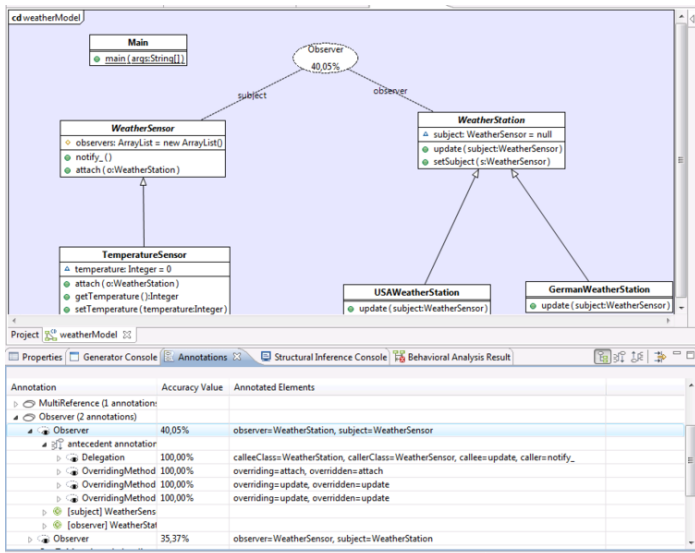 cd weatherModel
Main
main (args:String[])
Observer
40,05%
subject
observer
WeatherSensor
observers: ArrayList = new ArrayList()
notify_ ()
attach (o:WeatherStation)
WeatherStation
subject: WeatherSensor = null
update (subject:WeatherSensor)
setSubject (s:WeatherSensor)
TemperatureSensor
temperature: Integer = 0
attach (o:WeatherStation)
getTemperature ():Integer
setTemperature (temperature:Integer)
USAWeatherStation
update (subject:WeatherSensor)
GermanWeatherStation
update (subject:WeatherSensor)
Project weatherModel
Properties Generator Console Annotations Structural Inference Console Behavioral Analysis Result
Annotation Accuracy Value Annotated Elements
MultiReference (1 annotation
Observer (2 annotations)
Observer 40,05% observer=WeatherStation, subject=WeatherSensor
antecedent annotation
Delegation 100,00% calleeClass=WeatherStation, callerClass=WeatherSensor, callee=update, caller=notify_
OverridingMethod 100,00% overriding=attach, overridden=attach
OverridingMethod 100,00% overriding=update, overridden=update
OverridingMethod 100,00% overriding=update, overridden=update
[subject] WeatherSens
[observer] WeatherStat
Observer 35,37% observer=WeatherSensor, subject=WeatherStation